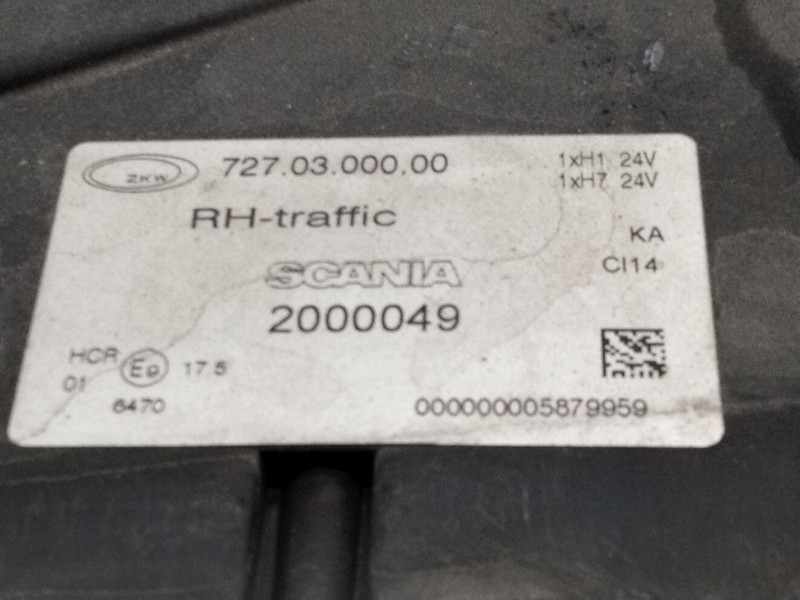 ZKW 727.03.000.00 1xH1 24V
1xH7 24V
RH-traffic
KA
SCANIA
CI14
2000049
HCR E9 17.5
01
6470
000000005879959